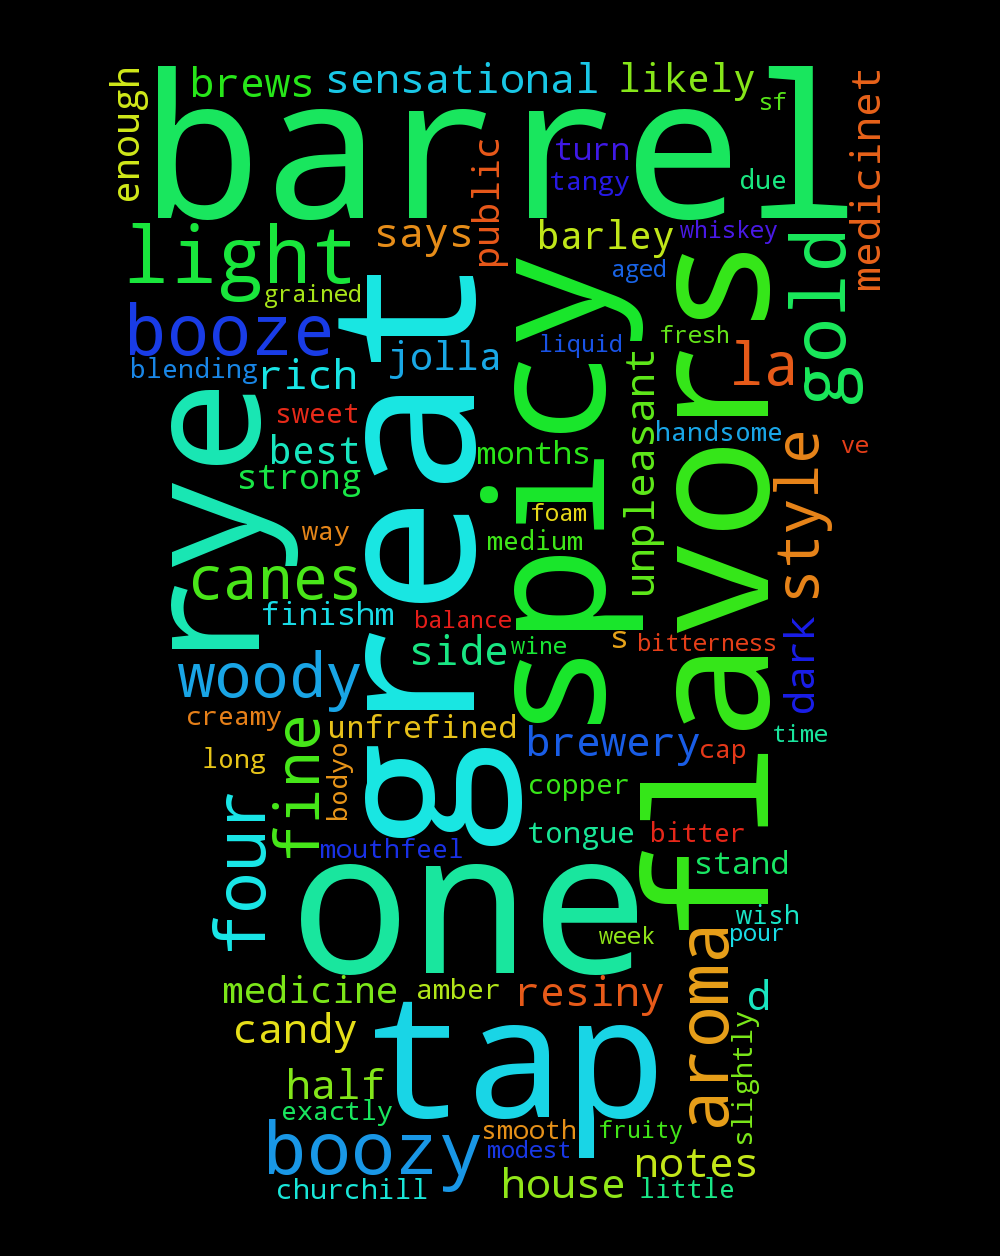 enough
brews
sensational
likely
sf
medicinet
barrel
public
turn
tangy
due
light
says
barley
whiskey
gold
grained
aged
booze
great
spicy
flavors
jolla
liquid
fresh
la
blending
rich
sweet
unpleasant
handsome
style
ve
rye
best
strong
months
way
foam
medium
canes
finishm
balance
side
wine
s
bitterness
dark
woody
creamy
unfrefined
brewery
cap
time
long
fine
bodyo
copper
four
mouthfeel
tongue
bitter
stand
one
week
wish
pour
aroma
medicine
amber
resiny
d
candy
tap
slightly
half
exactly
boozy
smooth
fruity
modest
notes
churchill
house
little